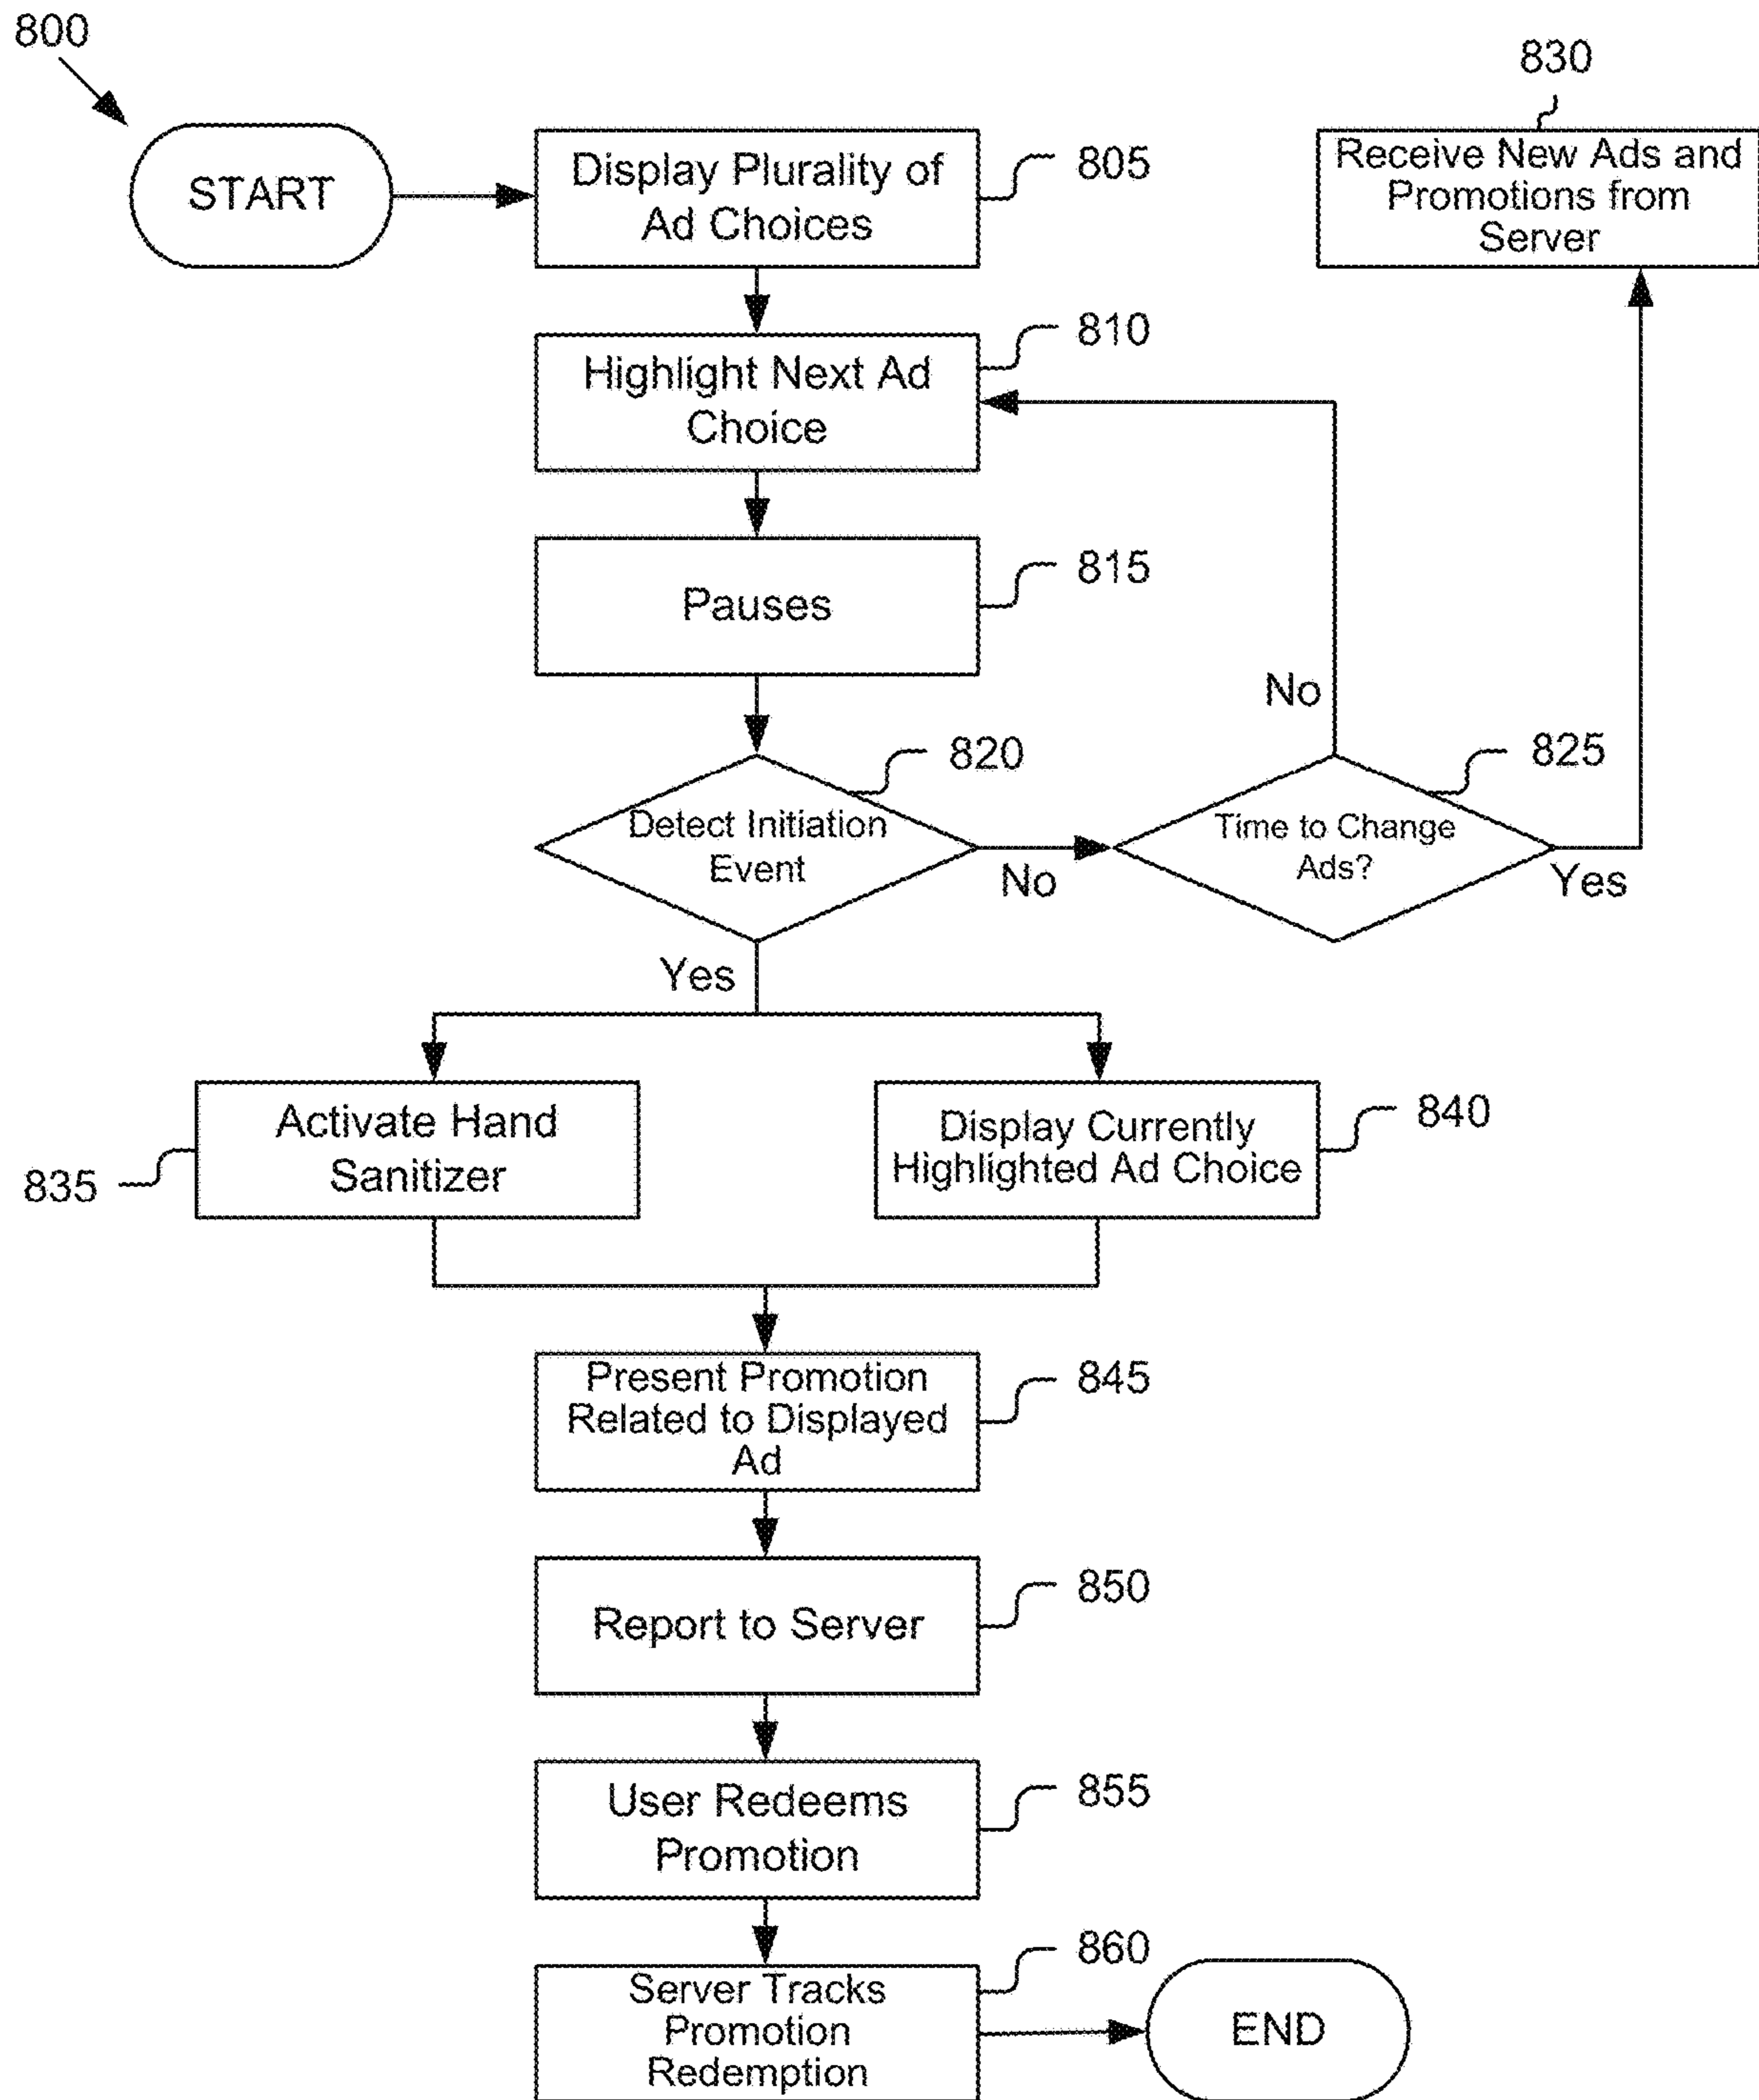 800
START
Display Plurality of
Ad Choices
805
830
Receive New Ads and
Promotions from
Server
810
Highlight Next Ad
Choice
Pauses
815
No
820
Detect Initiation
Event
No
825
Time to Change
Ads?
Yes
Yes
Activate Hand
Sanitizer
835
Display Currently
Highlighted Ad Choice
840
Present Promotion
Related to Displayed
Ad
845
Report to Server
850
User Redeems
Promotion
855
Server Tracks
Promotion
Redemption
860
END